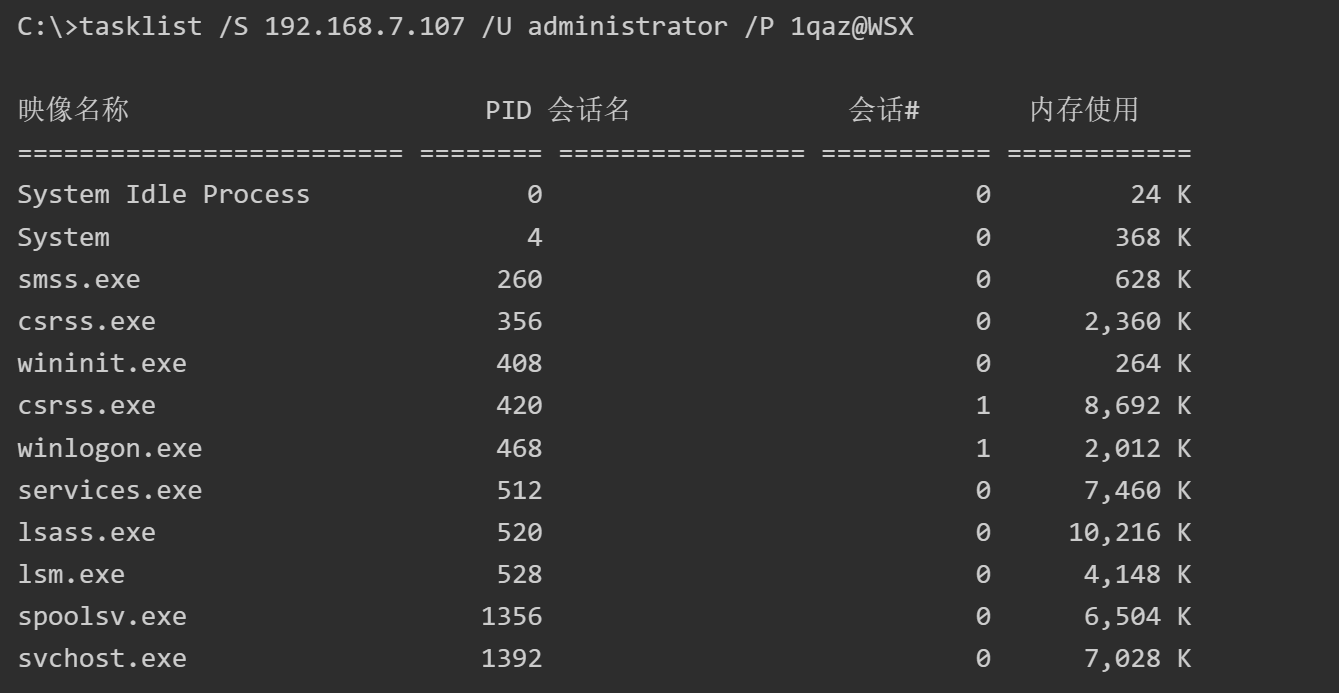 C:\>tasklist /S 192.168.7.107 /U administrator /P 1qaz@WSX
映像名称 PID 会话名 会话# 内存使用
========================= ======== ================ =========== ============
System Idle Process 0 0 24 K
System 4 0 368 K
smss.exe 260 0 628 K
csrss.exe 356 0 2,360 K
wininit.exe 408 0 264 K
csrss.exe 420 1 8,692 K
winlogon.exe 468 1 2,012 K
services.exe 512 0 7,460 K
lsass.exe 520 0 10,216 K
lsm.exe 528 0 4,148 K
spoolsv.exe 1356 0 6,504 K
svchost.exe 1392 0 7,028 K